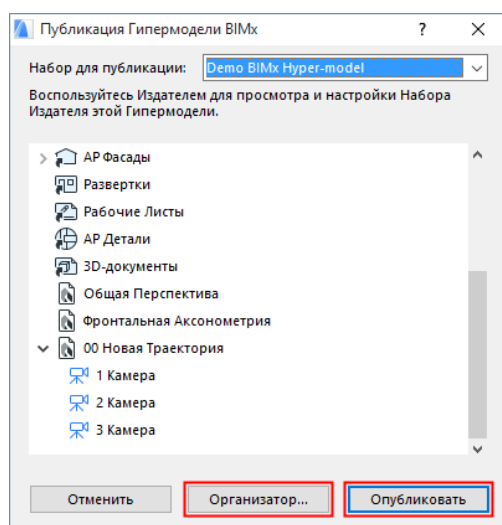 Публикация Гипермодели BIMx ?
Набор для публикации: Demo BIMx Hyper-model
Воспользуйтесь Издателем для просмотра и настройки Набора
Издателя этой Гипермодели.
АР Фасады
Развертки
Рабочие Листы
АР Детали
3D-документы
Общая Перспектива
Фронтальная Аксонометрия
00 Новая Траектория
1 Камера
2 Камера
3 Камера
Отменить Организатор... Опубликовать